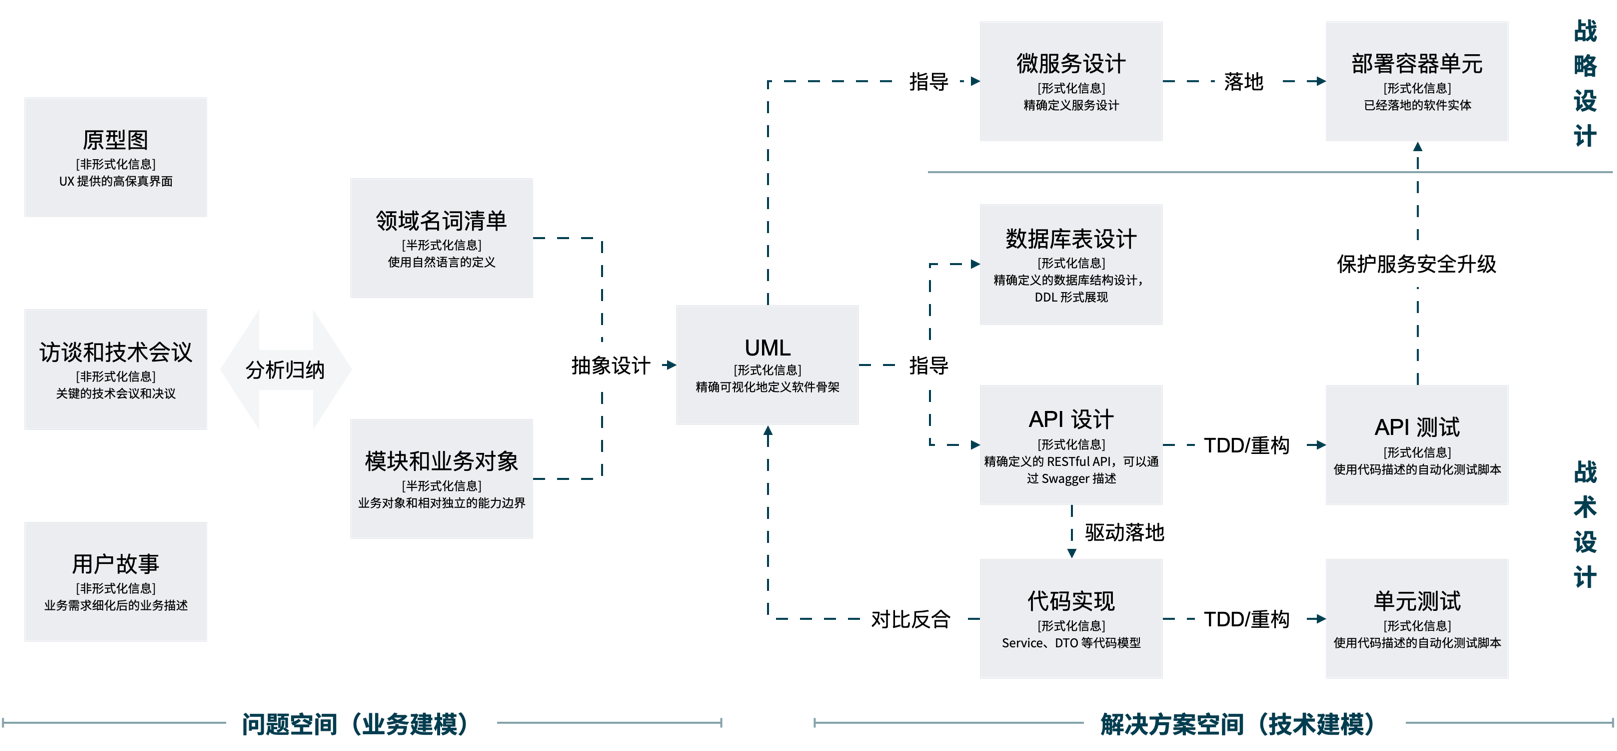 原型图
[非形式化信息]
UX 提供的高保真界面
访谈和技术会议
[非形式化信息]
关键的技术会议和决议
用户故事
[非形式化信息]
业务需求细化后的业务描述
分析归纳
领域名词清单
[半形式化信息]
使用自然语言的定义
模块和业务对象
[半形式化信息]
业务对象和相对独立的能力边界
抽象设计
UML
[形式化信息]
精确可视化地定义软件骨架
指导
微服务设计
[形式化信息]
精确定义服务设计
落地
部署容器单元
[形式化信息]
已经落地的软件实体
战略设计
指导
数据库表设计
[形式化信息]
精确定义的数据库结构设计，
DDL 形式展现
保护服务安全升级
API 设计
[形式化信息]
精确定义的 RESTful API，可以通
过 Swagger 描述
TDD/重构
API 测试
[形式化信息]
使用代码描述的自动化测试脚本
驱动落地
对比反合
代码实现
[形式化信息]
Service、DTO 等代码模型
TDD/重构
单元测试
[形式化信息]
使用代码描述的自动化测试脚本
战术设计
问题空间（业务建模）
解决方案空间（技术建模）